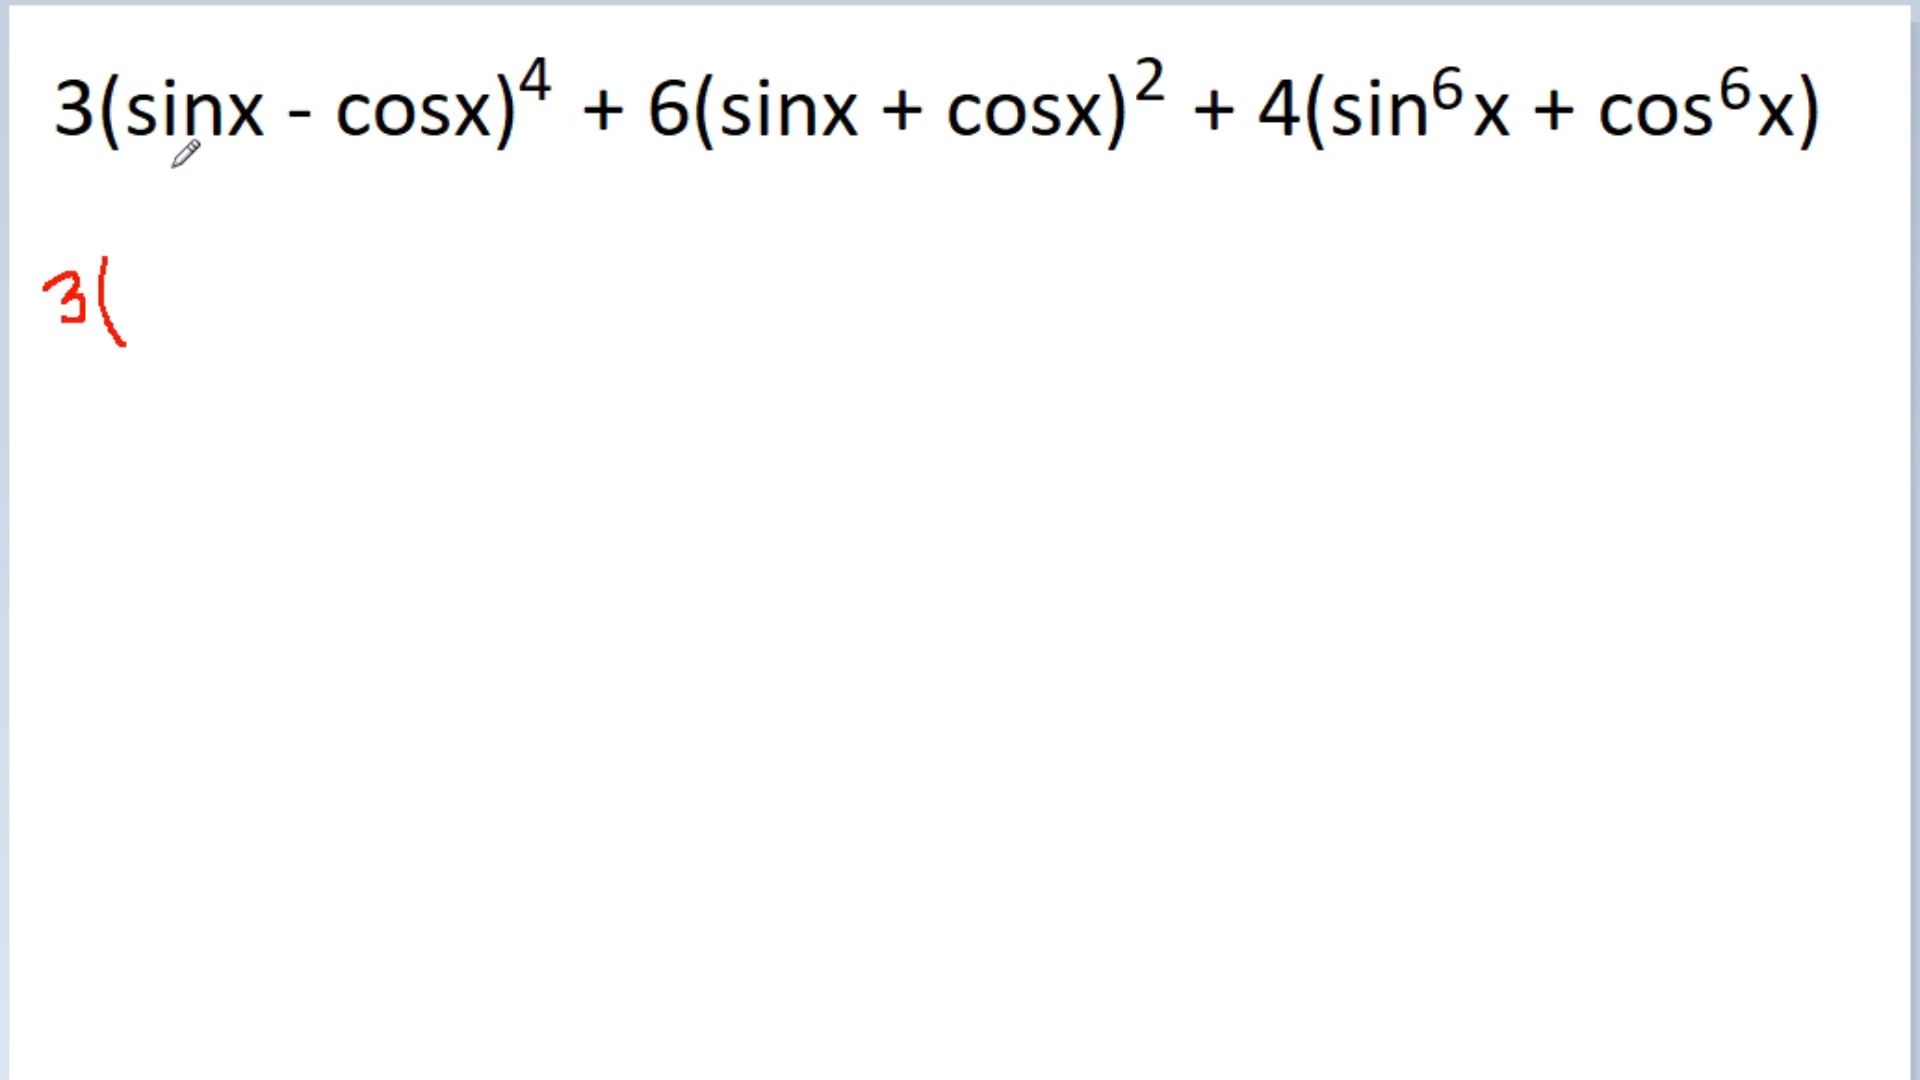 3(sinx - cosx)⁴ + 6(sinx + cosx)² + 4(sin⁶x + cos⁶x)
3(